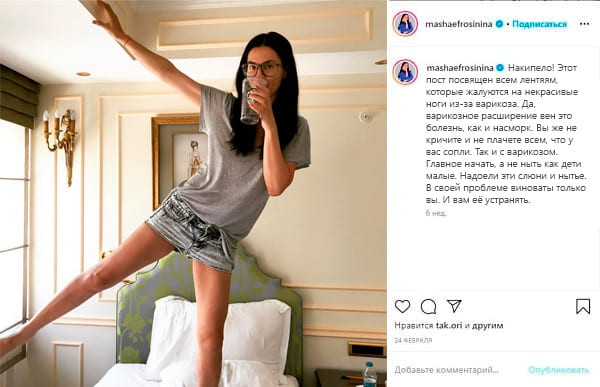 mashaefrosinina • Подписаться
mashaefrosinina Накипело! Этот
пост посвящен всем лентяям,
которые жалуются на некрасивые
ноги из-за варикоза. Да,
варикозное расширение вен это
болезнь, как и насморк. Вы же не
кричите и не плачете всем, что у
вас сопли. Так и с варикозом.
Главное начать, а не ныть как дети
малые. Надоели эти слюни и нытье.
В своей проблеме виноваты только
вы. И вам её устранять.
6 нед.
Нравится tak.ori и другим
24 ФЕВРАЛЯ
Добавьте комментарий...
Опубликовать